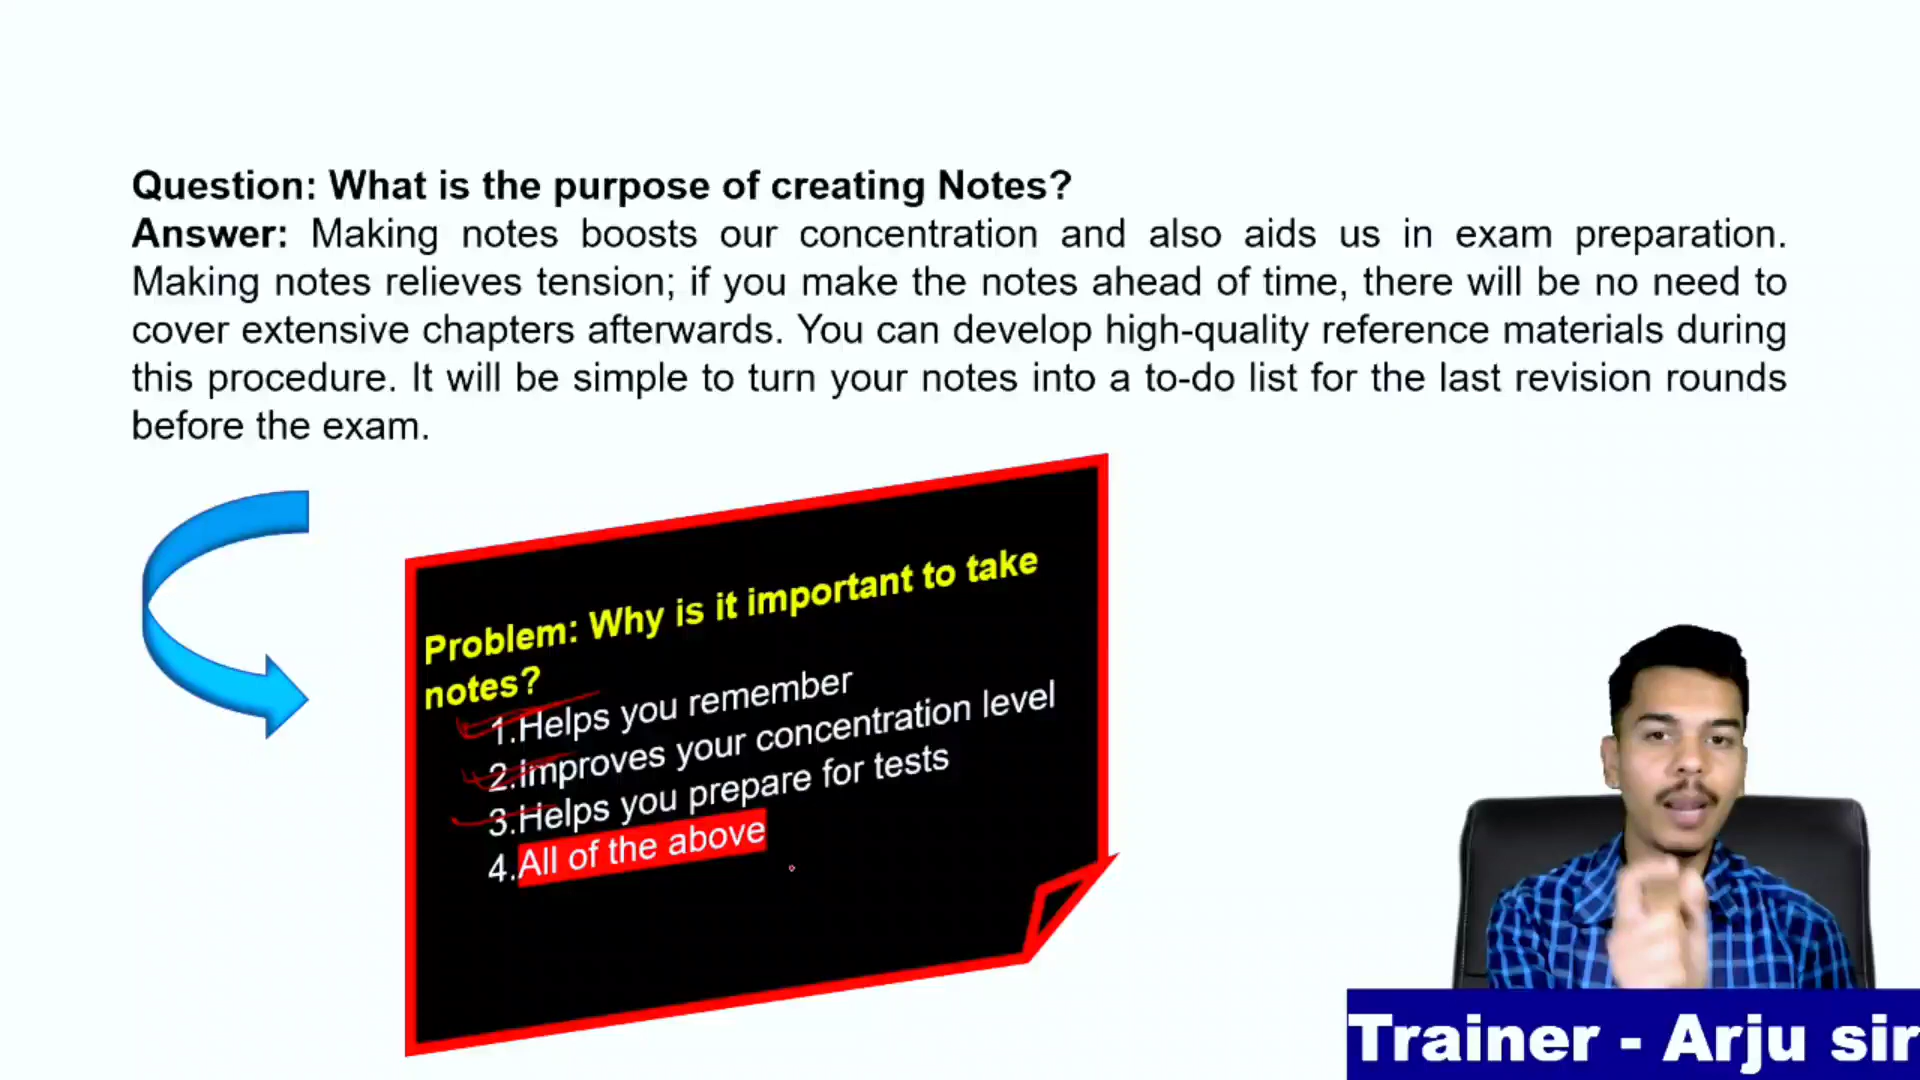 Question: What is the purpose of creating Notes?
Answer: Making notes boosts our concentration and also aids us in exam preparation.
Making notes relieves tension; if you make the notes ahead of time, there will be no need to
cover extensive chapters afterwards. You can develop high-quality reference materials during
this procedure. It will be simple to turn your notes into a to-do list for the last revision rounds
before the exam.
Problem: Why is it important to take
notes?
1.Helps you remember
2.Improves your concentration level
3.Helps you prepare for tests
4.All of the above
Trainer - Arju sir